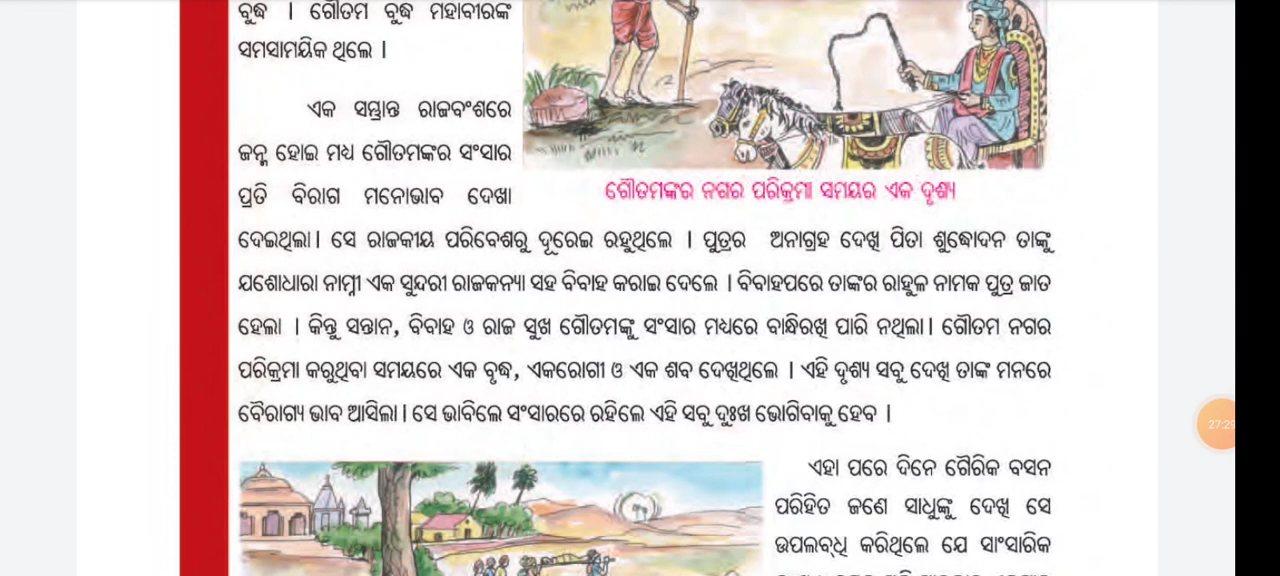 ବୁଦ୍ଧ । ଗୌତମ ବୁଦ୍ଧ ମହାବୀରଙ୍କ
ସମସାମୟିକ ଥିଲେ ।
ଏକ ସମ୍ଭ୍ରାନ୍ତ ରାଜବଂଶରେ
ଜନ୍ମ ହୋଇ ମଧ୍ୟ ଗୌତମଙ୍କର ସଂସାର
ପ୍ରତି ବିରାଗ ମନୋଭାବ ଦେଖା
ଗୌତମଙ୍କର ନଗର ପରିକ୍ରମା ସମୟର ଏକ ଦୃଶ୍ୟ
ଦେଇଥିଲା। ସେ ରାଜକୀୟ ପରିବେଶରୁ ଦୂରେଇ ରହୁଥିଲେ । ପୁତ୍ରର ଅନାଗ୍ରହ ଦେଖି ପିତା ଶୁଦ୍ଧୋଦନ ତାଙ୍କୁ
ଯଶୋଧାରା ନାମ୍ନୀ ଏକ ସୁନ୍ଦରୀ ରାଜକନ୍ୟା ସହ ବିବାହ କରାଇ ଦେଲେ । ବିବାହପରେ ତାଙ୍କର ରାହୁଳ ନାମକ ପୁତ୍ର ଜାତ
ହେଲା । କିନ୍ତୁ ସନ୍ତାନ, ବିବାହ ଓ ରାଜ ସୁଖ ଗୌତମଙ୍କୁ ସଂସାର ମଧ୍ୟରେ ବାନ୍ଧିରଖି ପାରି ନଥିଲା। ଗୌତମ ନଗର
ପରିକ୍ରମା କରୁଥିବା ସମୟରେ ଏକ ବୃଦ୍ଧ, ଏକରୋଗୀ ଓ ଏକ ଶବ ଦେଖିଥିଲେ । ଏହି ଦୃଶ୍ୟ ସବୁ ଦେଖି ତାଙ୍କ ମନରେ
ବୈରାଗ୍ୟ ଭାବ ଆସିଲା। ସେ ଭାବିଲେ ସଂସାରରେ ରହିଲେ ଏହି ସବୁ ଦୁଃଖ ଭୋଗିବାକୁ ହେବ ।
27:29
ଏହା ପରେ ଦିନେ ଗୈରିକ ବସନ
ପରିହିତ ଜଣେ ସାଧୁଙ୍କୁ ଦେଖି ସେ
ଉପଲବ୍ଧି କରିଥିଲେ ଯେ ସାଂସାରିକ